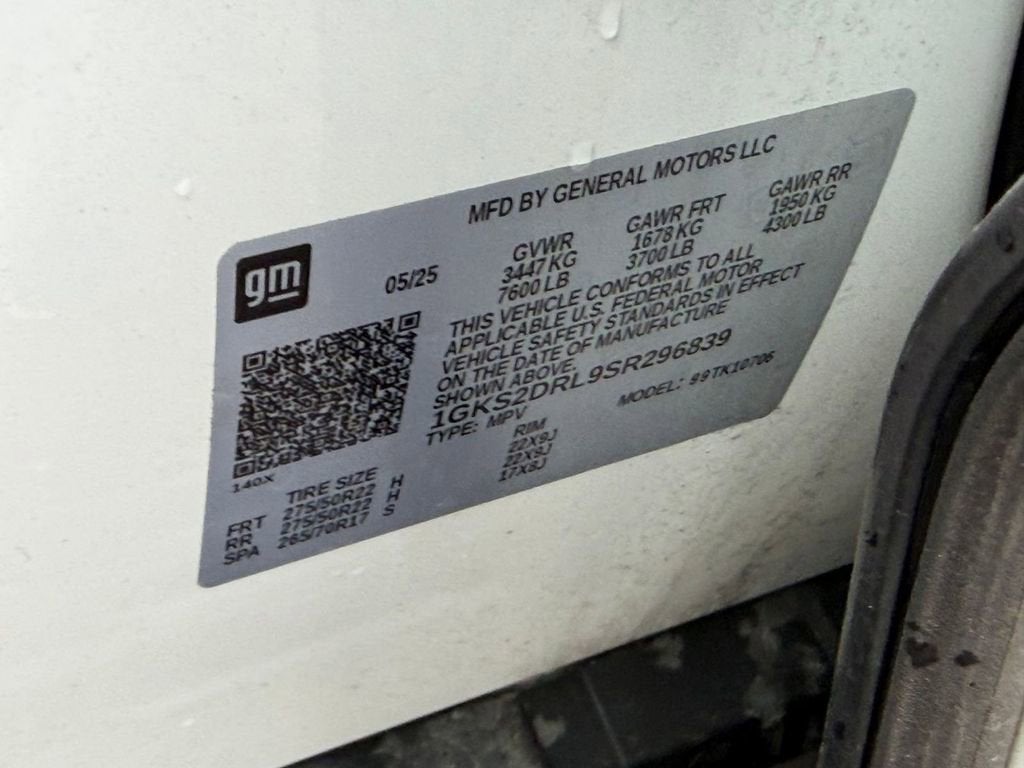 MFD BY GENERAL MOTORS LLC
gm
05/25
GVWR
3447 KG
7600 LB
GAWR FRT
1678 KG
3700 LB
GAWR RR
1950 KG
4300 LB
THIS VEHICLE CONFORMS TO ALL
APPLICABLE U.S. FEDERAL MOTOR
VEHICLE SAFETY STANDARDS IN EFFECT
ON THE DATE OF MANUFACTURE
SHOWN ABOVE.
1GKS2DRL9SR296839
TYPE: MPV
MODEL: 99TK10706
140X
TIRE SIZE
RIM
FRT 275/50R22 H 22X9J
RR 275/50R22 H 22X9J
SPA 265/70R17 S 17X8J